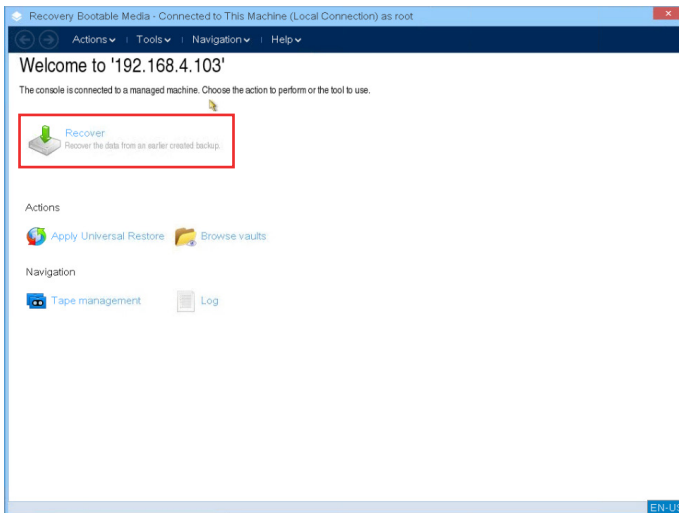 Recovery Bootable Media - Connected to This Machine (Local Connection) as root
Actions Tools Navigation Help
Welcome to '192.168.4.103'
The console is connected to a managed machine. Choose the action to perform or the tool to use.
Recover
Recover the data from an earlier created backup.
Actions
Apply Universal Restore Browse vaults
Navigation
Tape management Log
EN-US